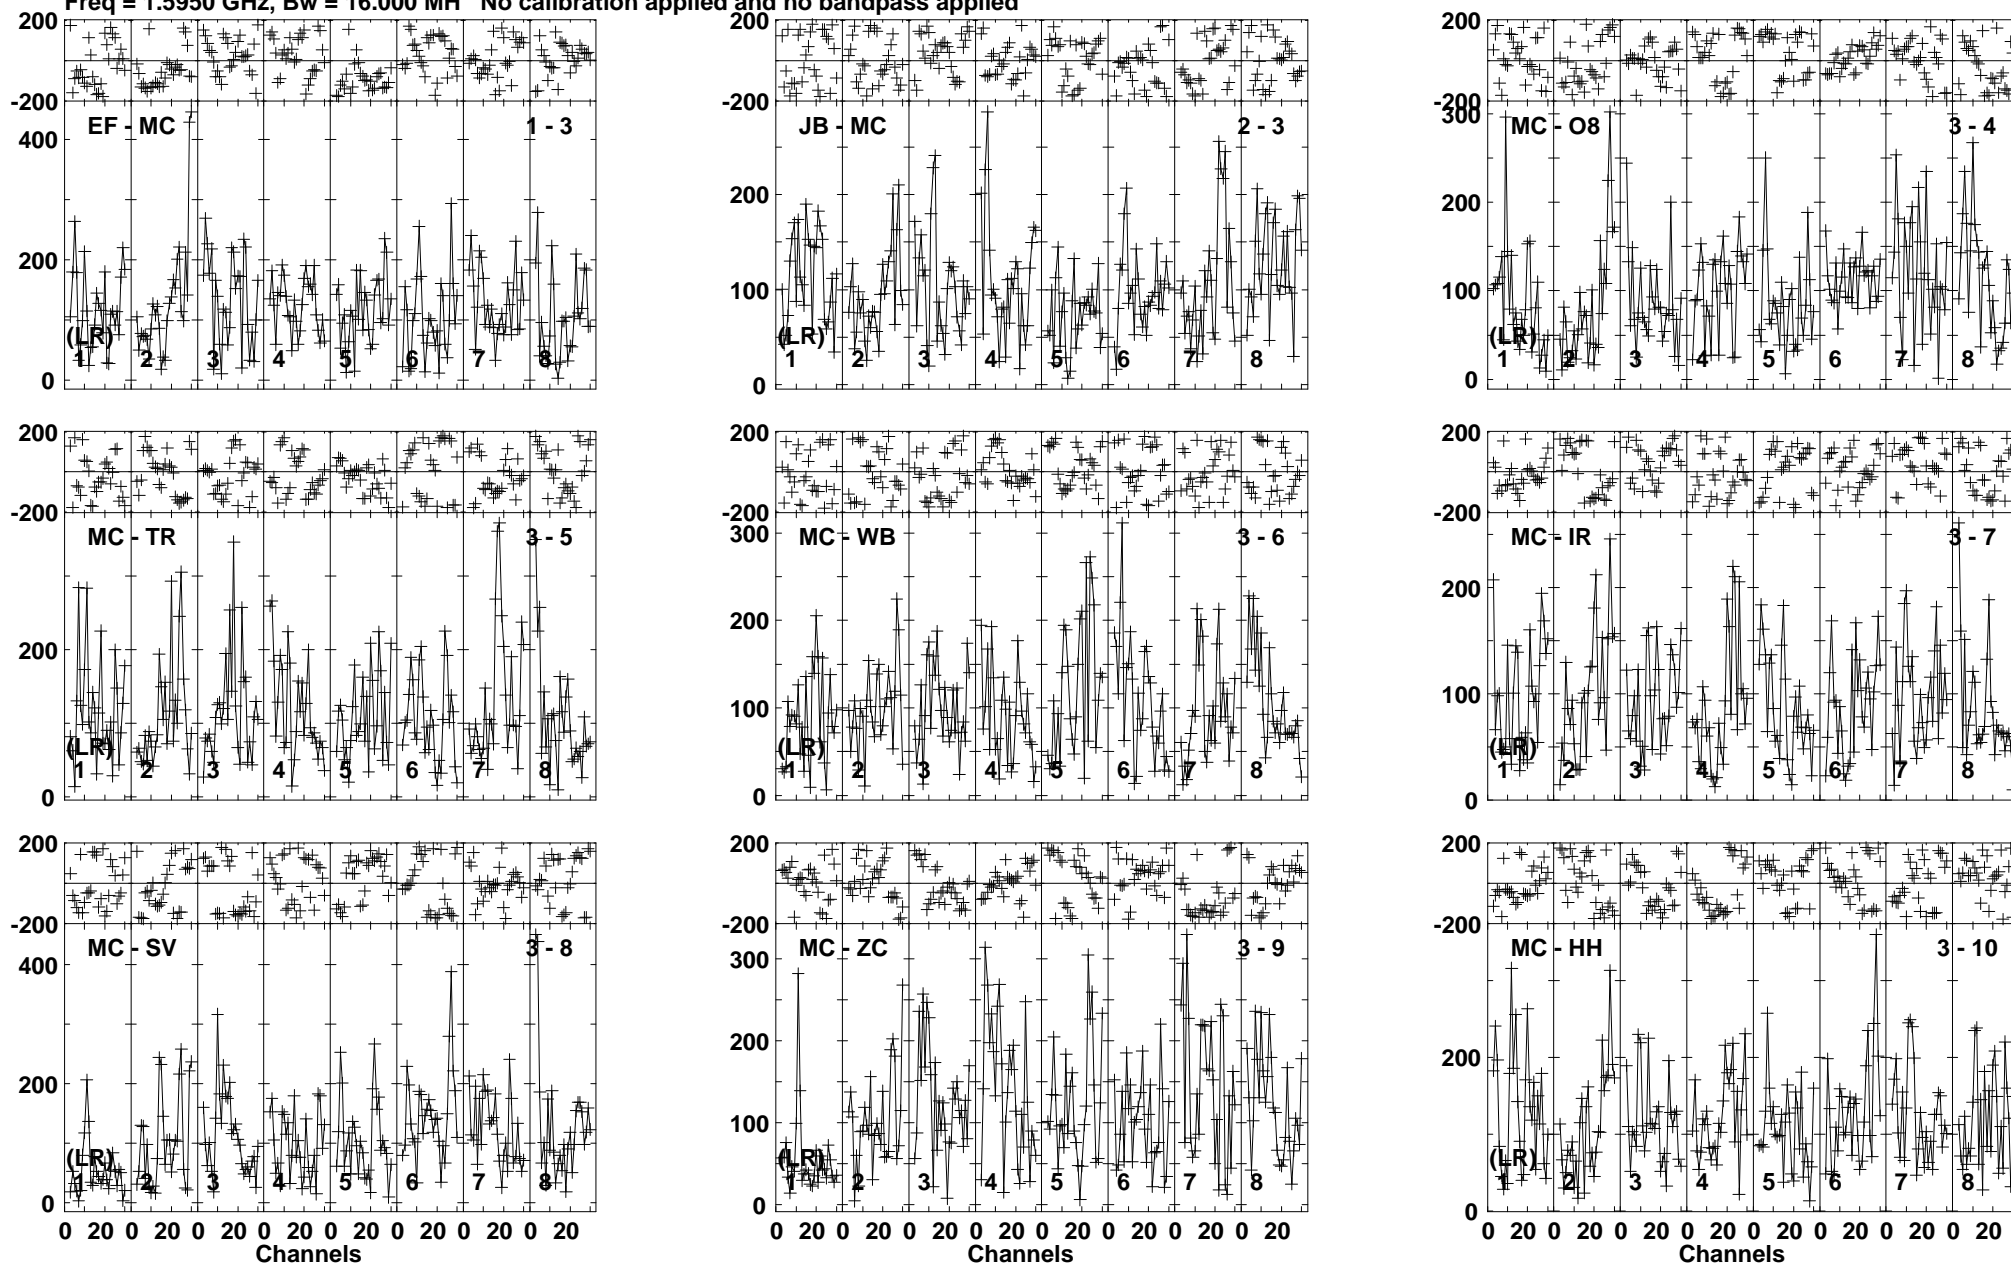 Freq = 1.5950 GHz, Bw = 16.000 MH No calibration applied and no bandpass applied
200
-200
EF - MC 1 - 3
400
200
0
(LR)
1 2 3 4 5 6 7 8
200
-200
JB - MC 2 - 3
200
100
0
(LR)
1 2 3 4 5 6 7 8
200
-200
MC - O8 3 - 4
300
200
100
0
(LR)
1 2 3 4 5 6 7 8
200
-200
MC - TR 3 - 5
200
0
(LR)
1 2 3 4 5 6 7 8
200
-200
MC - WB 3 - 6
300
200
100
0
(LR)
1 2 3 4 5 6 7 8
200
-200
MC - IR 3 - 7
200
100
0
(LR)
1 2 3 4 5 6 7 8
200
-200
MC - SV 3 - 8
400
200
0
(LR)
1 2 3 4 5 6 7 8
0 20 0 20 0 20 0 20 0 20 0 20 0 20 0 20
Channels
200
-200
MC - ZC 3 - 9
300
200
100
0
(LR)
1 2 3 4 5 6 7 8
0 20 0 20 0 20 0 20 0 20 0 20 0 20 0 20
Channels
200
-200
MC - HH 3 - 10
200
0
(LR)
1 2 3 4 5 6 7 8
0 20 0 20 0 20 0 20 0 20 0 20 0 20 0 20
Channels